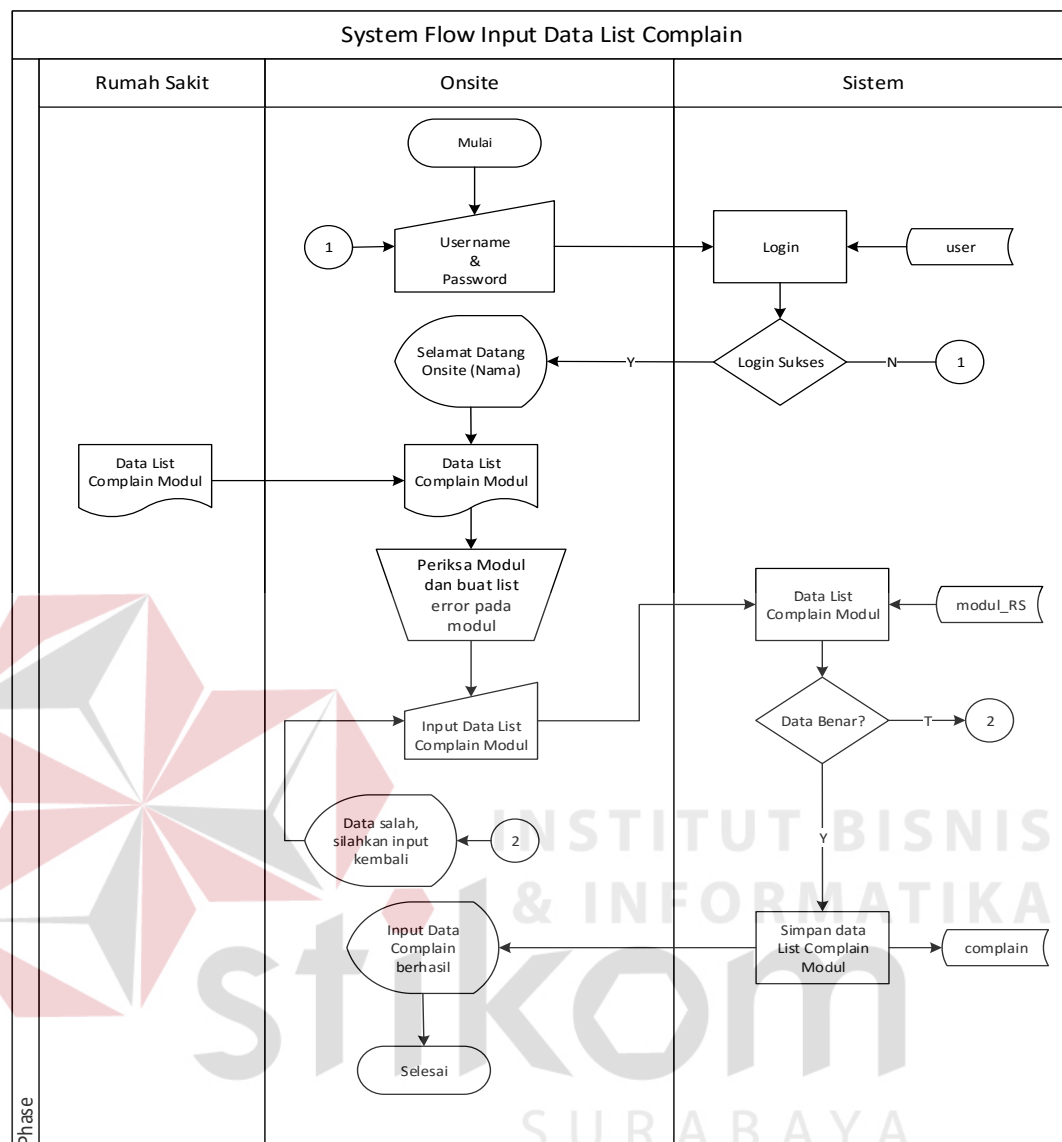 System Flow Input Data List Complain
Rumah Sakit
Onsite
Sistem
Mulai
1
Username
&
Password
Login
user
Selamat Datang
Onsite (Nama)
Y
Login Sukses
N
1
Data List
Complain Modul
Data List
Complain Modul
Periksa Modul
dan buat list
error pada
modul
Data List
Complain Modul
modul_RS
Input Data List
Complain Modul
Data Benar?
T
2
Data salah,
silahkan input
kembali
2
Y
INSTITUT BISNIS
& INFORMATIKA
Input Data
Complain
berhasil
Simpan data
List Complain
Modul
complain
stikom
Selesai
SURABAYA
Phase